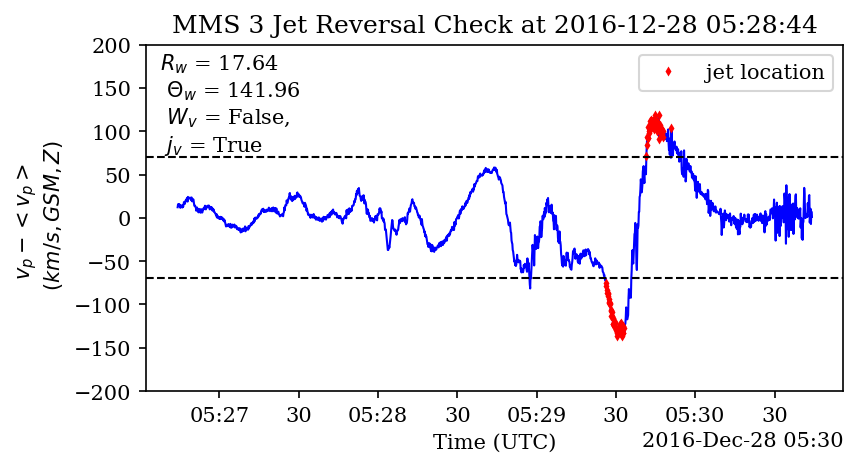 MMS 3 Jet Reversal Check at 2016-12-28 05:28:44
R_w = 17.64
Θ_w = 141.96
W_v = False,
j_v = True
jet location
200
150
100
50
0
−50
−100
−150
−200
v_p − < v_p >
(km/s, GSM, Z)
05:27 30 05:28 30 05:29 30 05:30 30
Time (UTC)
2016-Dec-28 05:30